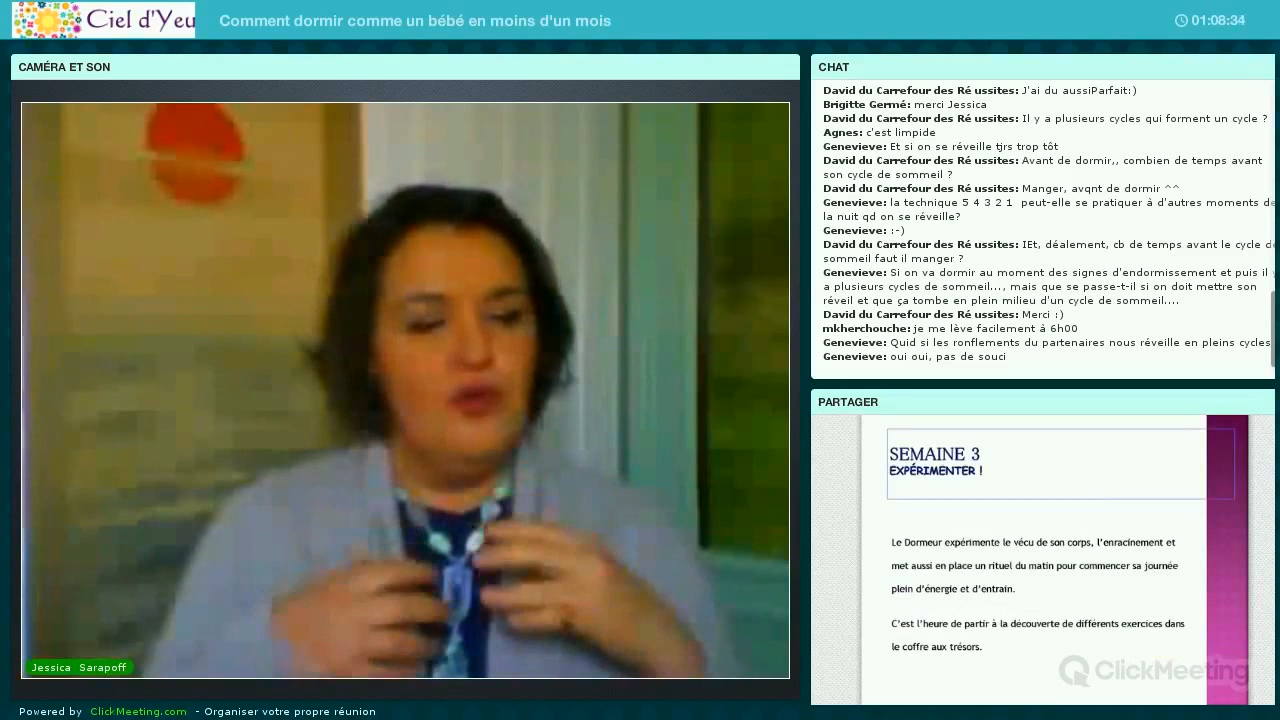 Ciel d'Yeu
Comment dormir comme un bébé en moins d'un mois
01:08:34
CAMÉRA ET SON
CHAT
David du Carrefour des Ré ussites: J'ai du aussiParfait:)
Brigitte Germé: merci Jessica
David du Carrefour des Ré ussites: Il y a plusieurs cycles qui forment un cycle ?
Agnes: c'est limpide
Genevieve: Et si on se réveille tjrs trop tôt
David du Carrefour des Ré ussites: Avant de dormir,, combien de temps avant
son cycle de sommeil ?
David du Carrefour des Ré ussites: Manger, avqnt de dormir ^^
Genevieve: la technique 5 4 3 2 1 peut-elle se pratiquer à d'autres moments de
la nuit qd on se réveille?
Genevieve: :-)
David du Carrefour des Ré ussites: IEt, déalement, cb de temps avant le cycle de
sommeil faut il manger ?
Genevieve: Si on va dormir au moment des signes d'endormissement et puis il
a plusieurs cycles de sommeil..., mais que se passe-t-il si on doit mettre son
réveil et que ça tombe en plein milieu d'un cycle de sommeil....
David du Carrefour des Ré ussites: Merci :)
mkherchouche: je me lève facilement à 6h00
Genevieve: Quid si les ronflements du partenaires nous réveille en pleins cycles
Genevieve: oui oui, pas de souci
PARTAGER
SEMAINE 3
EXPÉRIMENTER !
Le Dormeur expérimente le vécu de son corps, l'enracinement et
met aussi en place un rituel du matin pour commencer sa journée
plein d'énergie et d'entrain.
C'est l'heure de partir à la découverte de différents exercices dans
le coffre aux trésors.
ClickMeeting
Jessica Sarapoff
Powered by ClickMeeting.com - Organiser votre propre réunion